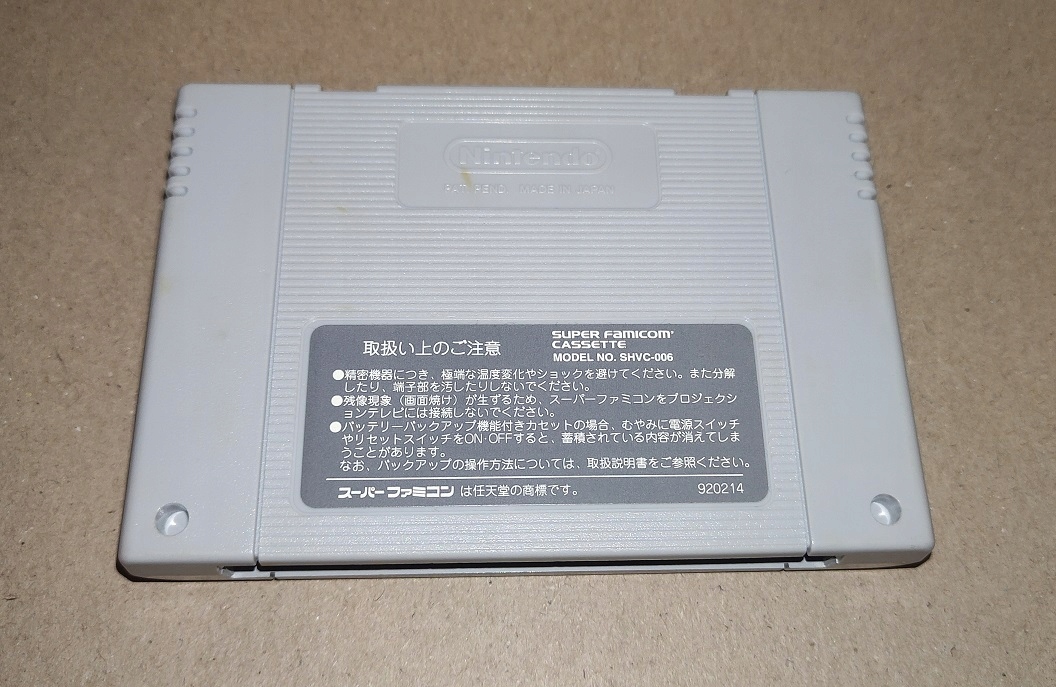 Nintendo
PAT. PEND. MADE IN JAPAN
取扱い上のご注意
SUPER FAMICOM
CASSETTE
MODEL NO. SHVC-006
●精密機器につき、極端な温度変化やショックを避けてください。また分解
したり、端子部を汚したりしないでください。
●残像現象(画面焼け)が生ずるため、スーパーファミコンをプロジェクシ
ョンテレビには接続しないでください。
●バッテリーバックアップ機能付きカセットの場合、むやみに電源スイッチ
やリセットスイッチをON·OFFすると、蓄積されている内容が消えてしま
うことがあります。
なお、バックアップの操作方法については、取扱説明書をご参照ください。
スーパーファミコンは任天堂の商標です。
920214